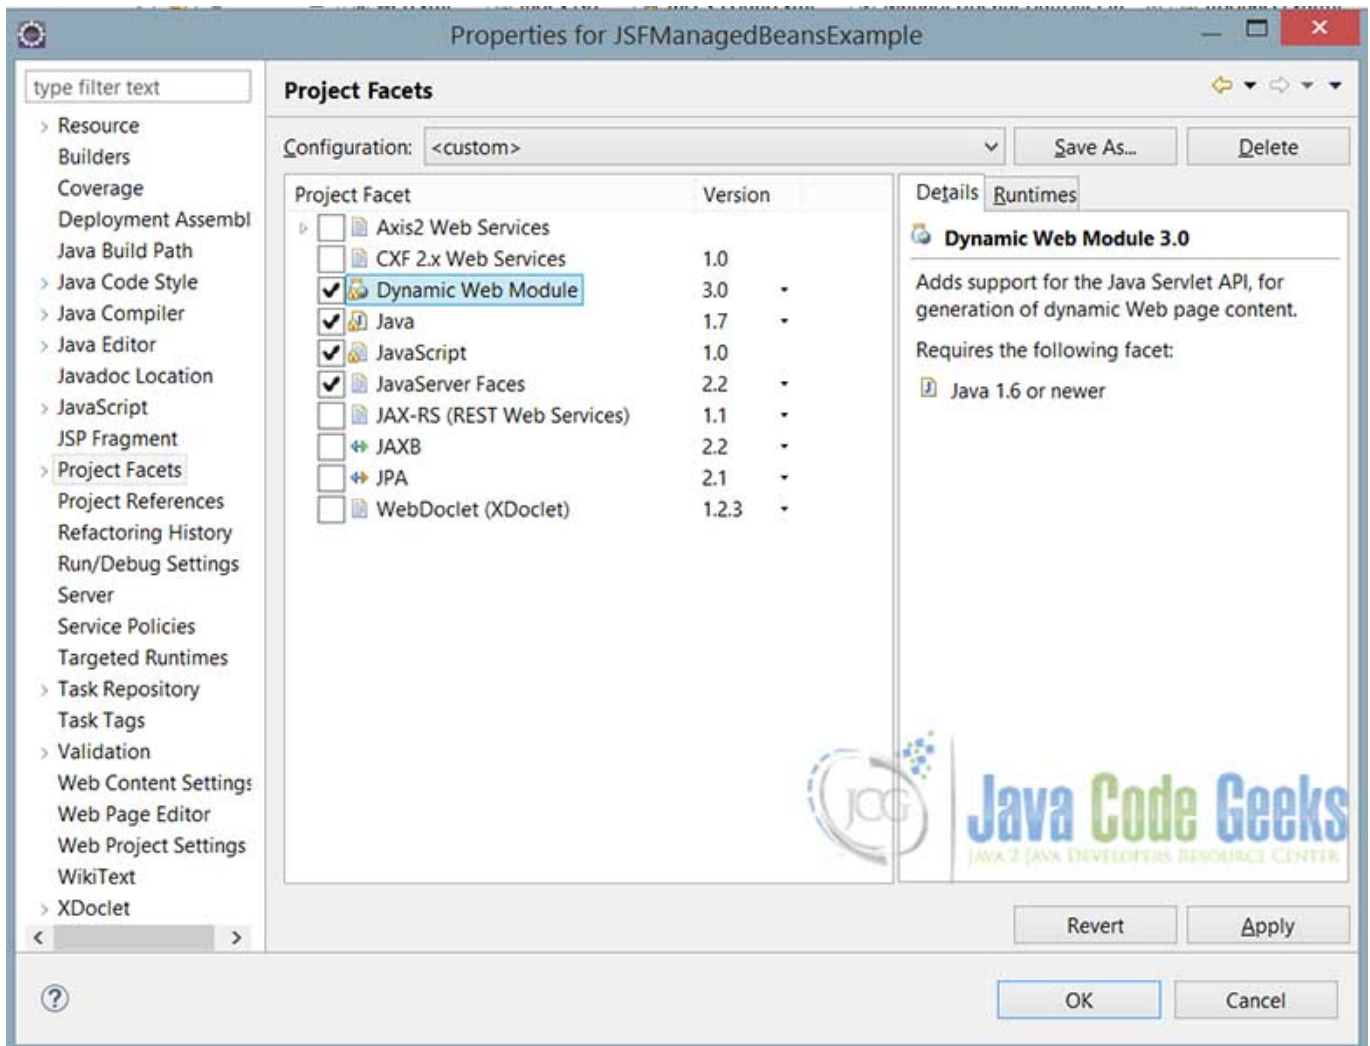 Properties for JSFManagedBeansExample
type filter text
Resource
Builders
Coverage
Deployment Assembl
Java Build Path
Java Code Style
Java Compiler
Java Editor
Javadoc Location
JavaScript
JSP Fragment
Project Facets
Project References
Refactoring History
Run/Debug Settings
Server
Service Policies
Targeted Runtimes
Task Repository
Task Tags
Validation
Web Content Settings
Web Page Editor
Web Project Settings
WikiText
XDoclet
Project Facets
Configuration: <custom> Save As... Delete
Project Facet Version
Axis2 Web Services
CXF 2.x Web Services 1.0
Dynamic Web Module 3.0
Java 1.7
JavaScript 1.0
JavaServer Faces 2.2
JAX-RS (REST Web Services) 1.1
JAXB 2.2
JPA 2.1
WebDoclet (XDoclet) 1.2.3
Details Runtimes
Dynamic Web Module 3.0
Adds support for the Java Servlet API, for
generation of dynamic Web page content.
Requires the following facet:
Java 1.6 or newer
JCG
Java Code Geeks
JAVA 2 JAVA DEVELOPERS RESOURCE CENTER
Revert Apply
OK Cancel